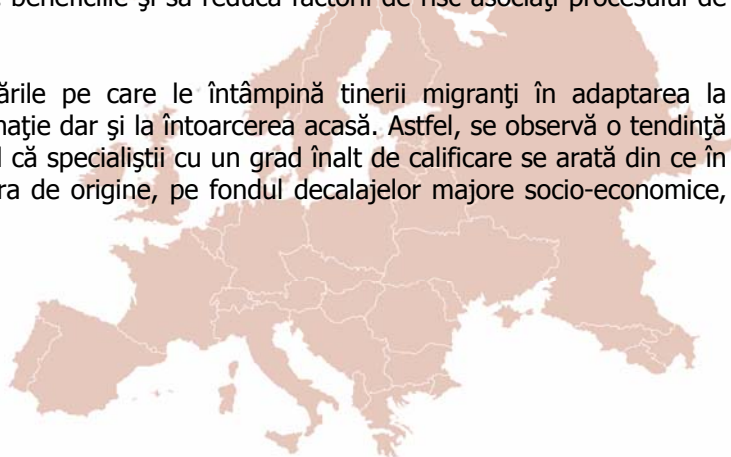 beneficiile şi să reducă factorii de risc asociaţi procesului de
ările pe care le întâmpină tinerii migranţi în adaptarea la
naţie dar şi la întoarcerea acasă. Astfel, se observă o tendinţă
că specialiştii cu un grad înalt de calificare se arată din ce în
ra de origine, pe fondul decalajelor majore socio-economice,